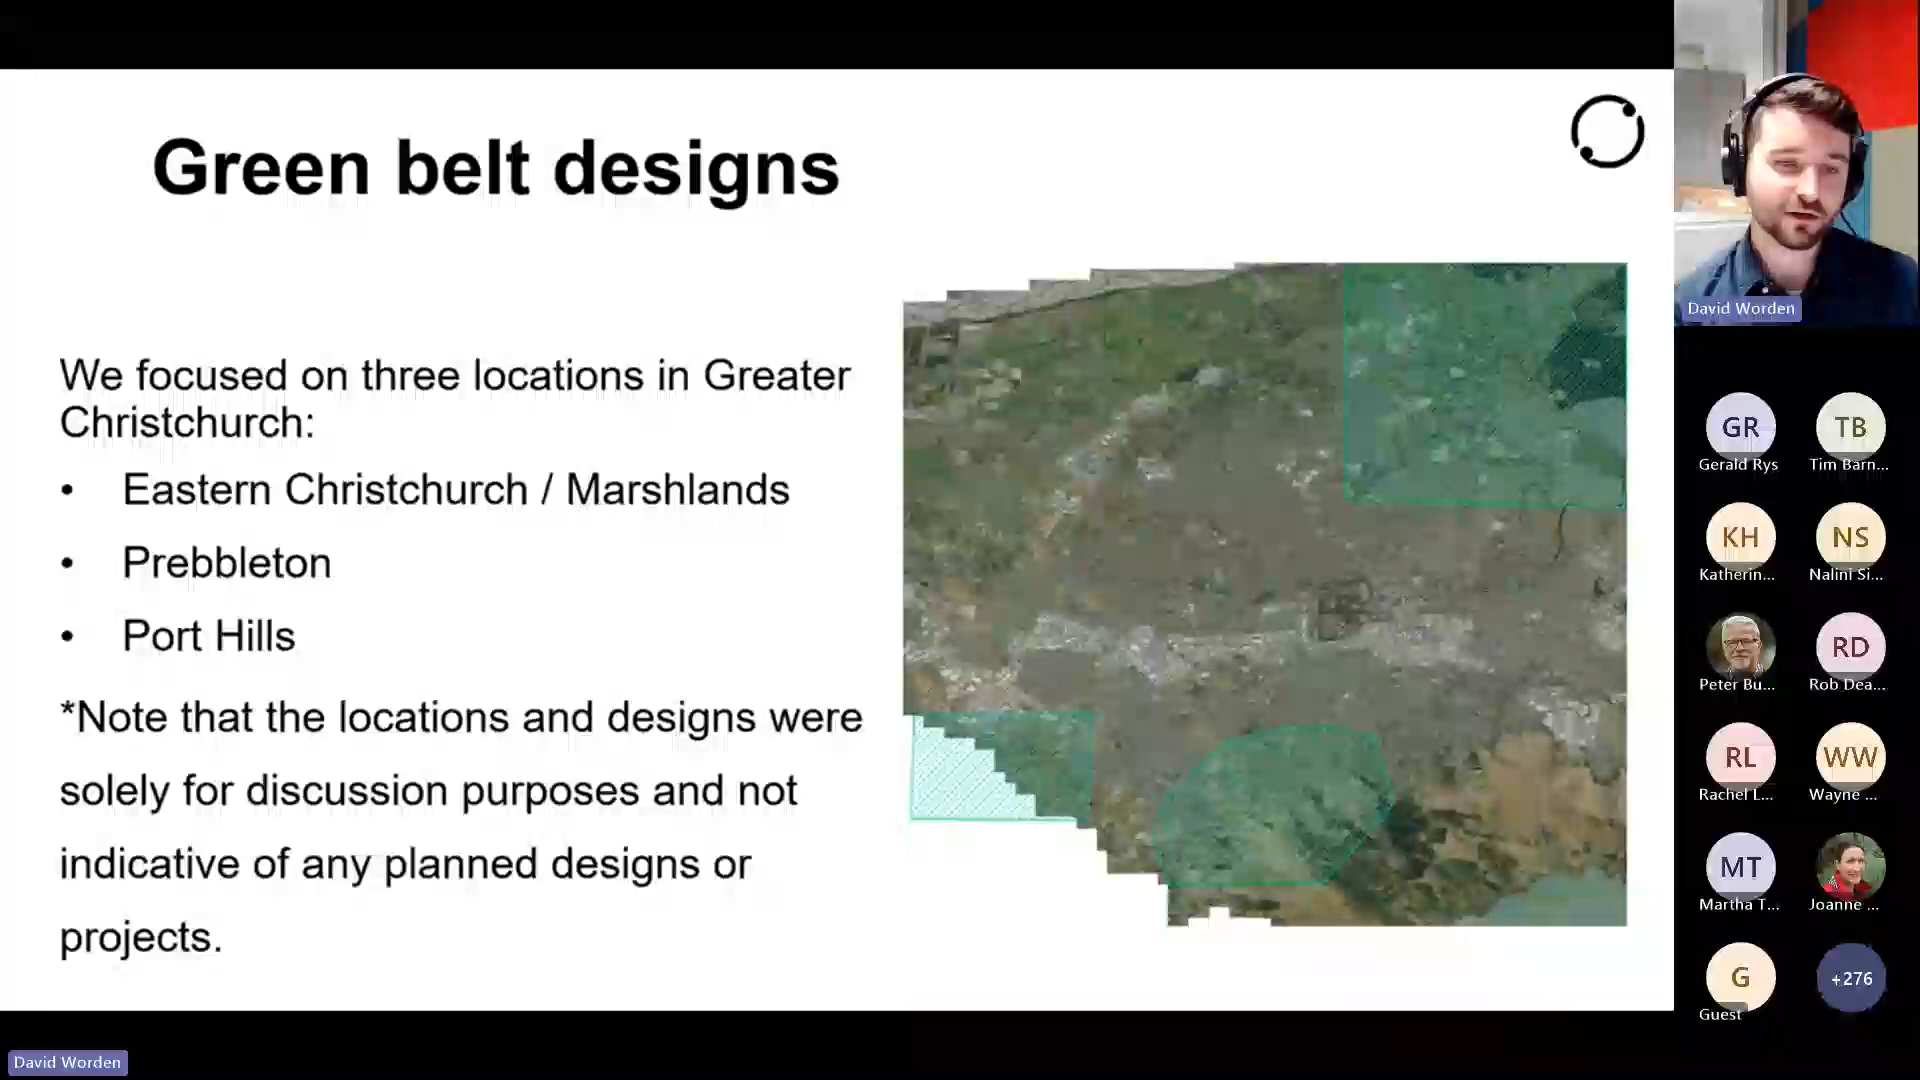 Green belt designs
We focused on three locations in Greater
Christchurch:
• Eastern Christchurch / Marshlands
• Prebbleton
• Port Hills
*Note that the locations and designs were
solely for discussion purposes and not
indicative of any planned designs or
projects.
David Worden
GR
TB
Gerald Rys
Tim Barn...
KH
NS
Katherin...
Nalini Si...
RD
Peter Bu...
Rob Dea...
RL
WW
Rachel L...
Wayne ...
MT
Martha T...
Joanne ...
G
+276
Guest
David Worden